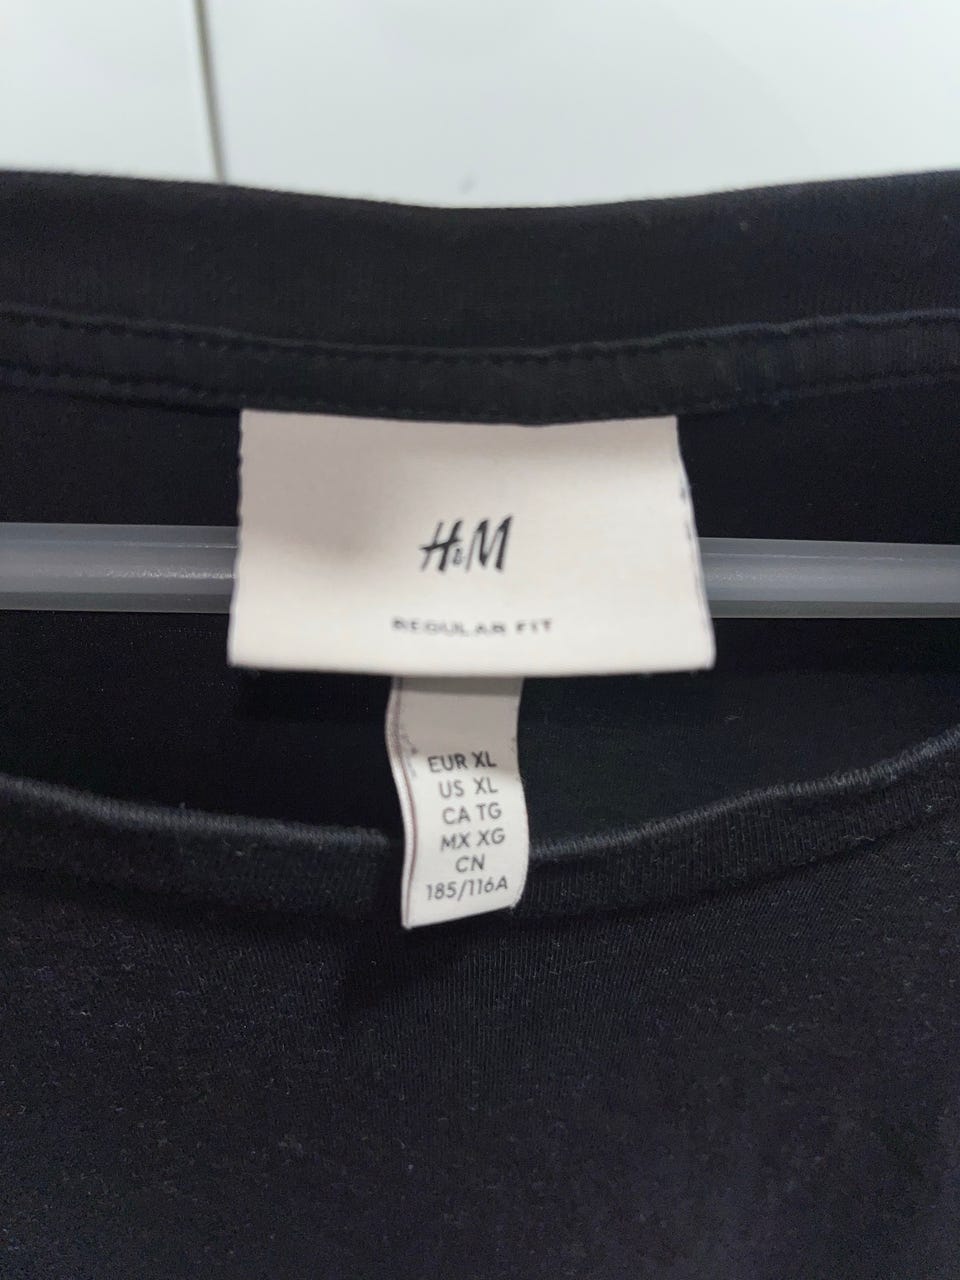 H&M
REGULAR FIT
EUR XL
US XL
CA TG
MX XG
CN
185/116A